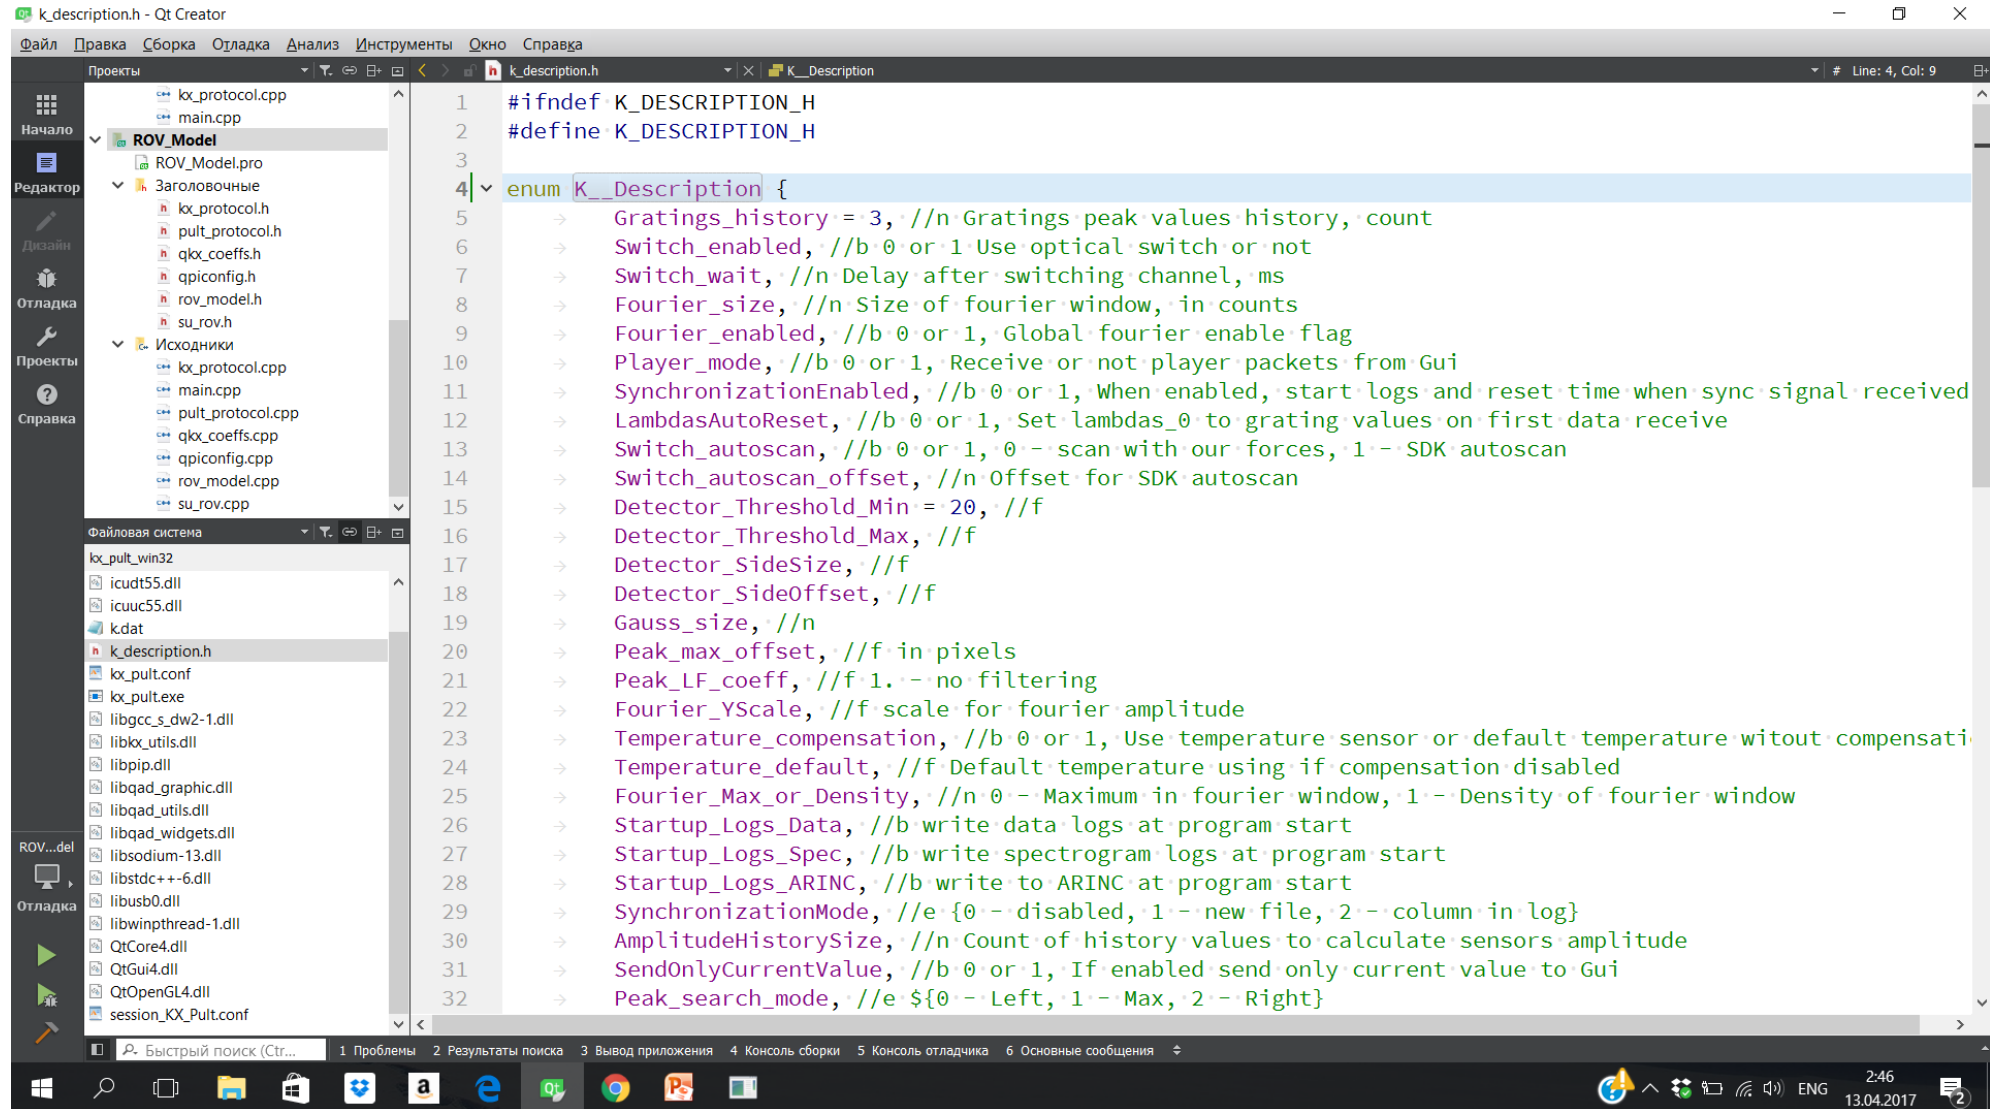 k_description.h - Qt Creator
Файл Правка Сборка Отладка Анализ Инструменты Окно Справка
Проекты
k_description.h
K__Description
# Line: 4, Col: 9
Начало
Редактор
Дизайн
Отладка
Проекты
Справка
kx_protocol.cpp
main.cpp
ROV_Model
ROV_Model.pro
Заголовочные
kx_protocol.h
pult_protocol.h
qkx_coeffs.h
qpiconfig.h
rov_model.h
su_rov.h
Исходники
kx_protocol.cpp
main.cpp
pult_protocol.cpp
qkx_coeffs.cpp
qpiconfig.cpp
rov_model.cpp
su_rov.cpp
Файловая система
kx_pult_win32
icudt55.dll
icuuc55.dll
k.dat
k_description.h
kx_pult.conf
kx_pult.exe
libgcc_s_dw2-1.dll
libkx_utils.dll
libpip.dll
libqad_graphic.dll
libqad_utils.dll
libqad_widgets.dll
libsodium-13.dll
libstdc++-6.dll
libusb0.dll
libwinpthread-1.dll
QtCore4.dll
QtGui4.dll
QtOpenGL4.dll
session_KX_Pult.conf
ROV...del
Отладка
1 #ifndef K_DESCRIPTION_H
2 #define K_DESCRIPTION_H
3
4 enum K__Description {
5 Gratings_history = 3, //n Gratings peak values history, count
6 Switch_enabled, //b 0 or 1 Use optical switch or not
7 Switch_wait, //n Delay after switching channel, ms
8 Fourier_size, //n Size of fourier window, in counts
9 Fourier_enabled, //b 0 or 1, Global fourier enable flag
10 Player_mode, //b 0 or 1, Receive or not player packets from Gui
11 SynchronizationEnabled, //b 0 or 1, When enabled, start logs and reset time when sync signal received
12 LambdasAutoReset, //b 0 or 1, Set lambdas_0 to grating values on first data receive
13 Switch_autoscan, //b 0 or 1, 0 - scan with our forces, 1 - SDK autoscan
14 Switch_autoscan_offset, //n Offset for SDK autoscan
15 Detector_Threshold_Min = 20, //f
16 Detector_Threshold_Max, //f
17 Detector_SideSize, //f
18 Detector_SideOffset, //f
19 Gauss_size, //n
20 Peak_max_offset, //f in pixels
21 Peak_LF_coeff, //f 1. - no filtering
22 Fourier_YScale, //f scale for fourier amplitude
23 Temperature_compensation, //b 0 or 1, Use temperature sensor or default temperature witout compensati
24 Temperature_default, //f Default temperature using if compensation disabled
25 Fourier_Max_or_Density, //n 0 - Maximum in fourier window, 1 - Density of fourier window
26 Startup_Logs_Data, //b write data logs at program start
27 Startup_Logs_Spec, //b write spectrogram logs at program start
28 Startup_Logs_ARINC, //b write to ARINC at program start
29 SynchronizationMode, //e {0 - disabled, 1 - new file, 2 - column in log}
30 AmplitudeHistorySize, //n Count of history values to calculate sensors amplitude
31 SendOnlyCurrentValue, //b 0 or 1, If enabled send only current value to Gui
32 Peak_search_mode, //e ${0 - Left, 1 - Max, 2 - Right}
Быстрый поиск (Ctr...
1 Проблемы 2 Результаты поиска 3 Вывод приложения 4 Консоль сборки 5 Консоль отладчика 6 Основные сообщения
ENG
2:46
13.04.2017
2